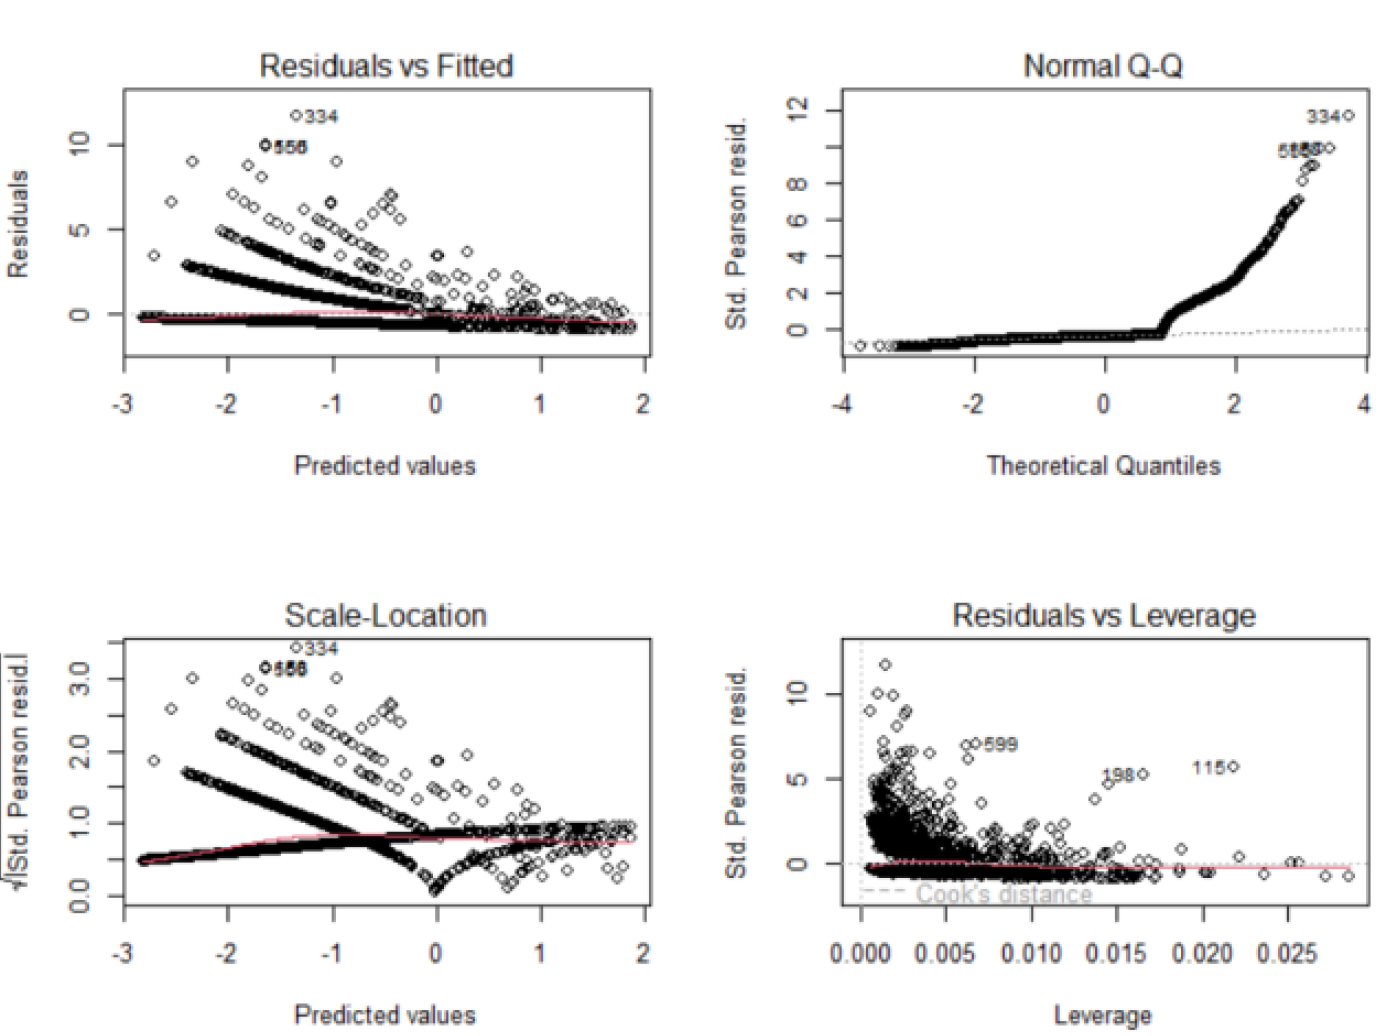 Residuals vs Fitted
Residuals
10
5
0
334
-3 -2 -1 0 1 2
Predicted values
Normal Q-Q
Std. Pearson resid.
12
8
6
4
2
0
334
-4 -2 0 2 4
Theoretical Quantiles
Scale-Location
√|Std. Pearson resid.|
3.0
2.0
1.0
0.0
334
-3 -2 -1 0 1 2
Predicted values
Residuals vs Leverage
Std. Pearson resid.
10
5
0
599
198
115
Cook's distance
0.000 0.005 0.010 0.015 0.020 0.025
Leverage